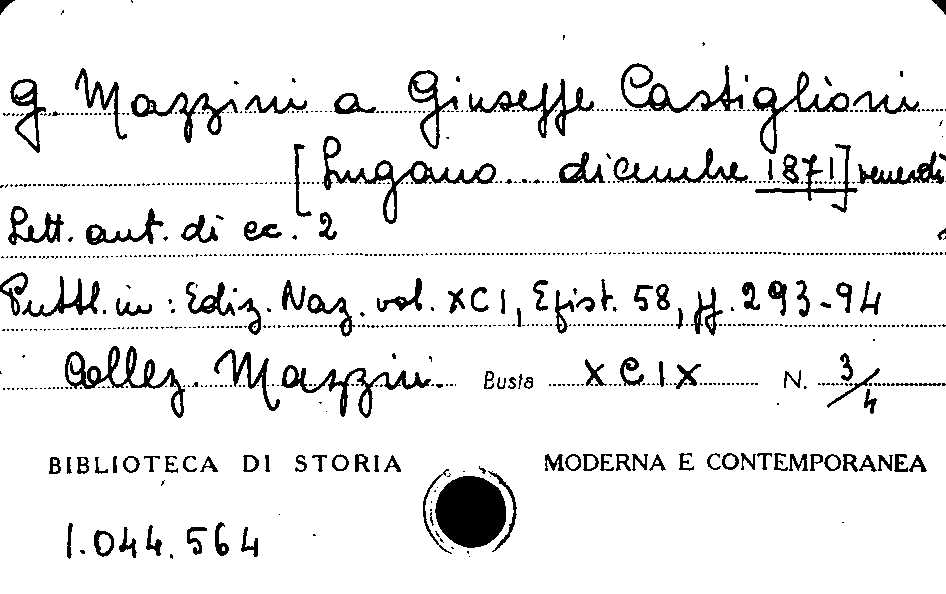 G. Mazzini a Giuseppe Castiglioni
[Lugano... dicembre 1871] venerdì
Lett. aut. di cc. 2
Pubbl. in: Ediz. Naz. vol. XCI, Epist. 58, pp. 293-94
Collez. Mazzini. Busta XCIX N. 3/4
BIBLIOTECA DI STORIA MODERNA E CONTEMPORANEA
1.044.564